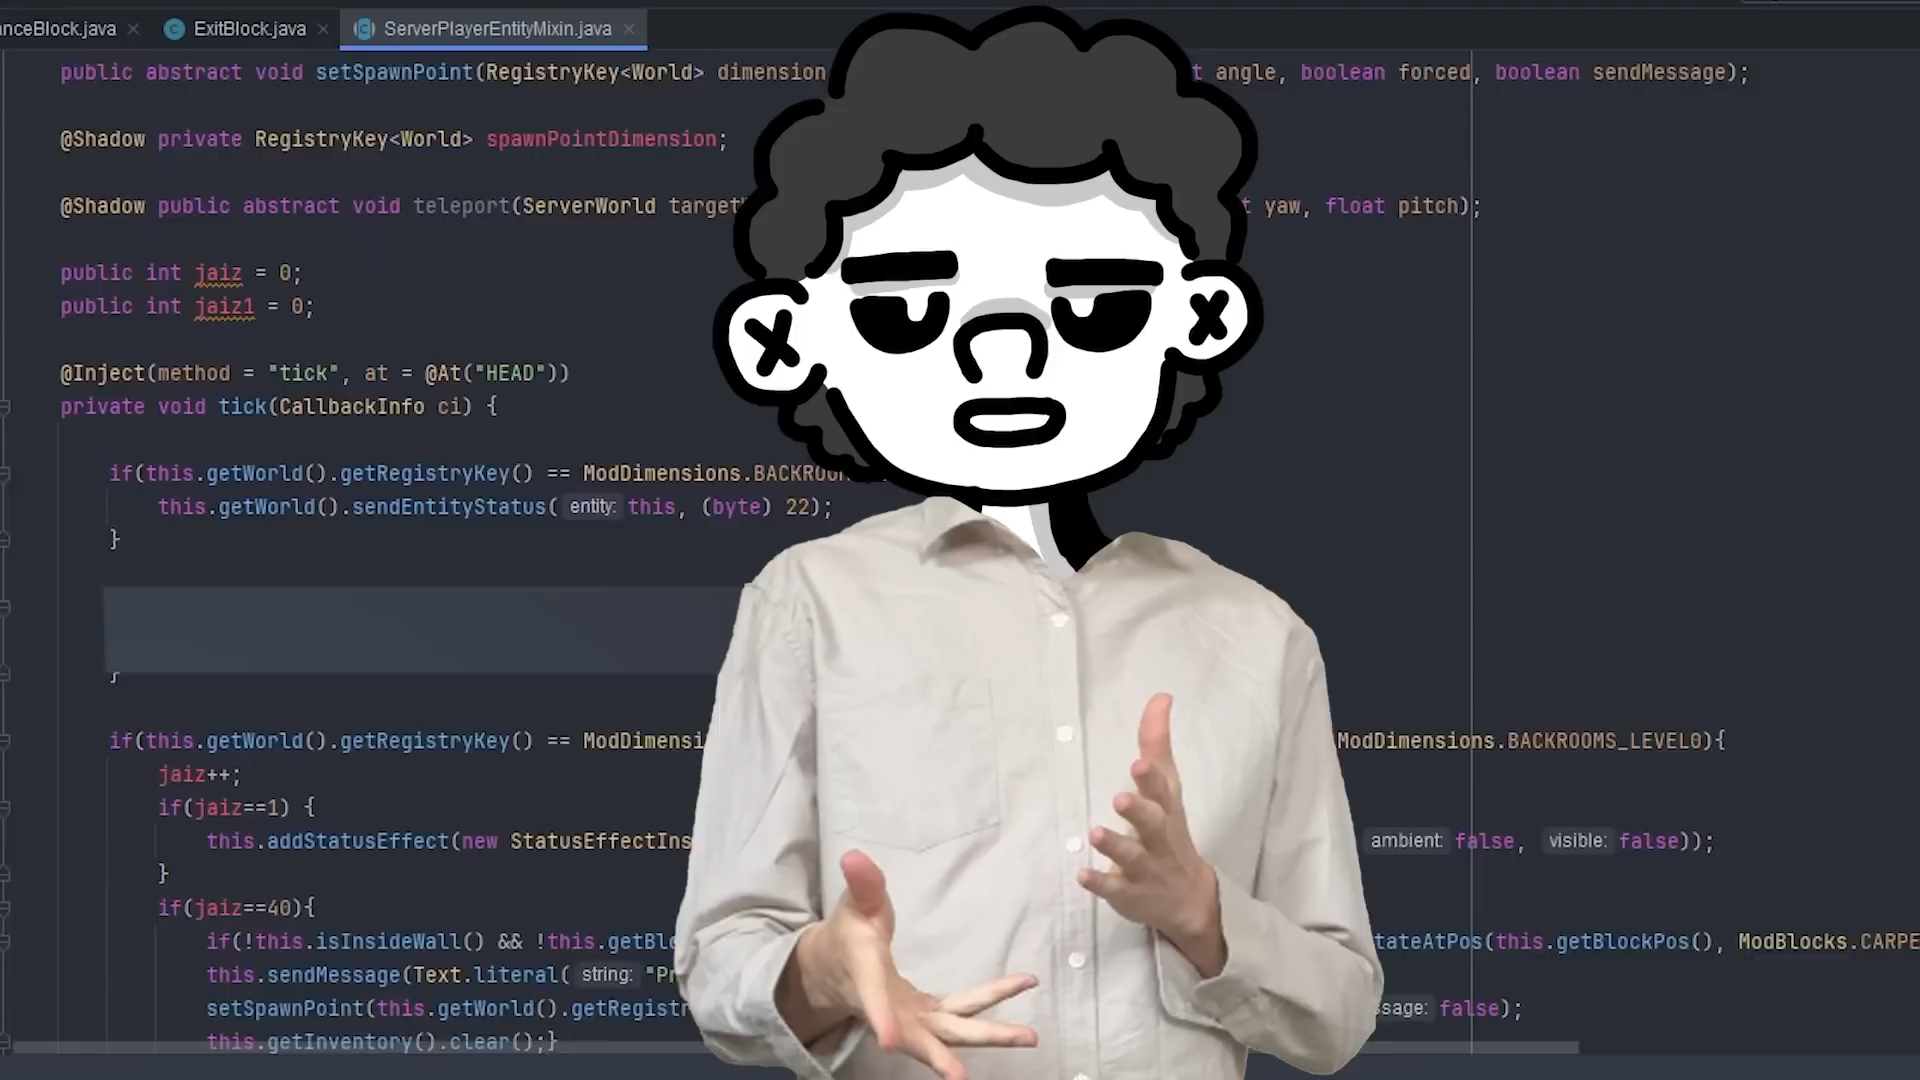 nceBlock.java ExitBlock.java ServerPlayerEntityMixin.java
public abstract void setSpawnPoint(RegistryKey<World> dimension angle, boolean forced, boolean sendMessage);
@Shadow private RegistryKey<World> spawnPointDimension;
@Shadow public abstract void teleport(ServerWorld target yaw, float pitch);
public int jaiz = 0;
public int jaiz1 = 0;
@Inject(method = "tick", at = @At("HEAD"))
private void tick(CallbackInfo ci) {
if(this.getWorld().getRegistryKey() == ModDimensions.BACKROO
this.getWorld().sendEntityStatus( entity: this, (byte) 22);
}
}
if(this.getWorld().getRegistryKey() == ModDimensi ModDimensions.BACKROOMS_LEVEL0){
jaiz++;
if(jaiz==1) {
this.addStatusEffect(new StatusEffectIns ambient: false, visible: false));
}
if(jaiz==40){
if(!this.isInsideWall() && !this.getBlo tateAtPos(this.getBlockPos(), ModBlocks.CARPE
this.sendMessage(Text.literal( string: "Pr
setSpawnPoint(this.getWorld().getRegistr ssage: false);
this.getInventory().clear();}